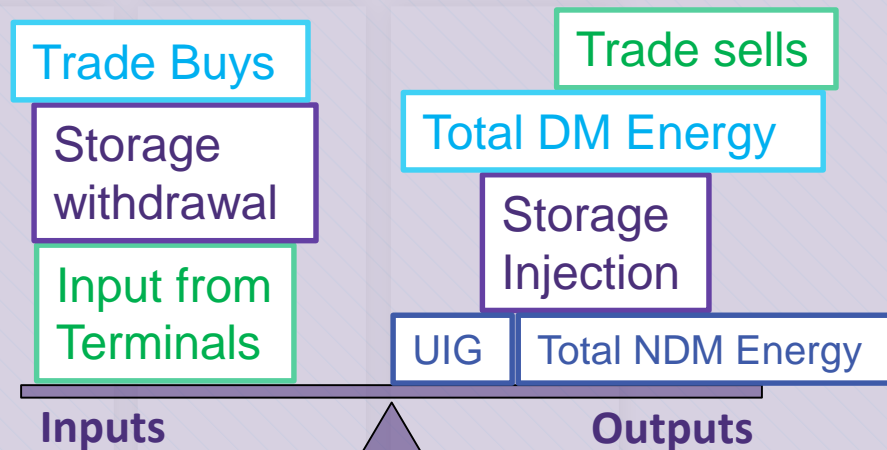 Trade Buys
Storage
withdrawal
Input from
Terminals
Inputs
Trade sells
Total DM Energy
Storage
Injection
UIG
Total NDM Energy
Outputs